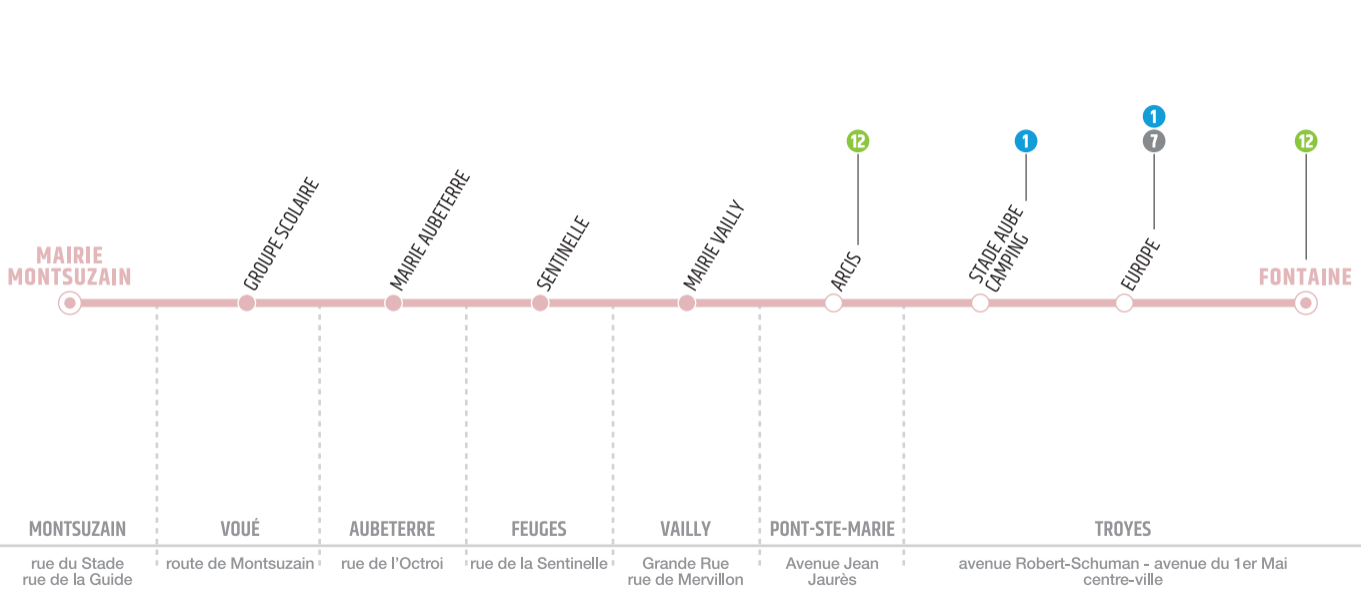 1
12
1
7
12
GROUPE SCOLAIRE
MAIRIE AUBETERRE
SENTINELLE
MAIRIE VAILLY
ARCIS
STADE AUBE
CAMPING
EUROPE
MAIRIE
MONTSUZAIN
FONTAINE
MONTSUZAIN
VOUÉ
AUBETERRE
FEUGES
VAILLY
PONT-STE-MARIE
TROYES
rue du Stade
rue de la Guide
route de Montsuzain
rue de l'Octroi
rue de la Sentinelle
Grande Rue
rue de Mervillon
Avenue Jean
Jaurès
avenue Robert-Schuman - avenue du 1er Mai
centre-ville